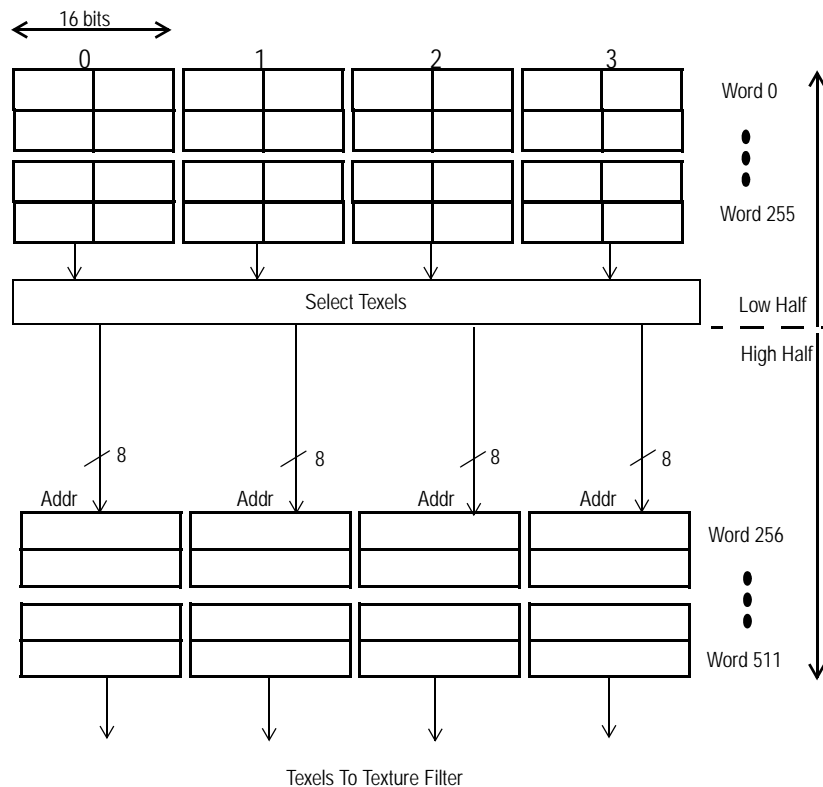 16 bits
0 1 2 3
Word 0
Word 255
Select Texels
Low Half
High Half
8 8 8 8
Addr Addr Addr Addr
Word 256
Word 511
Texels To Texture Filter